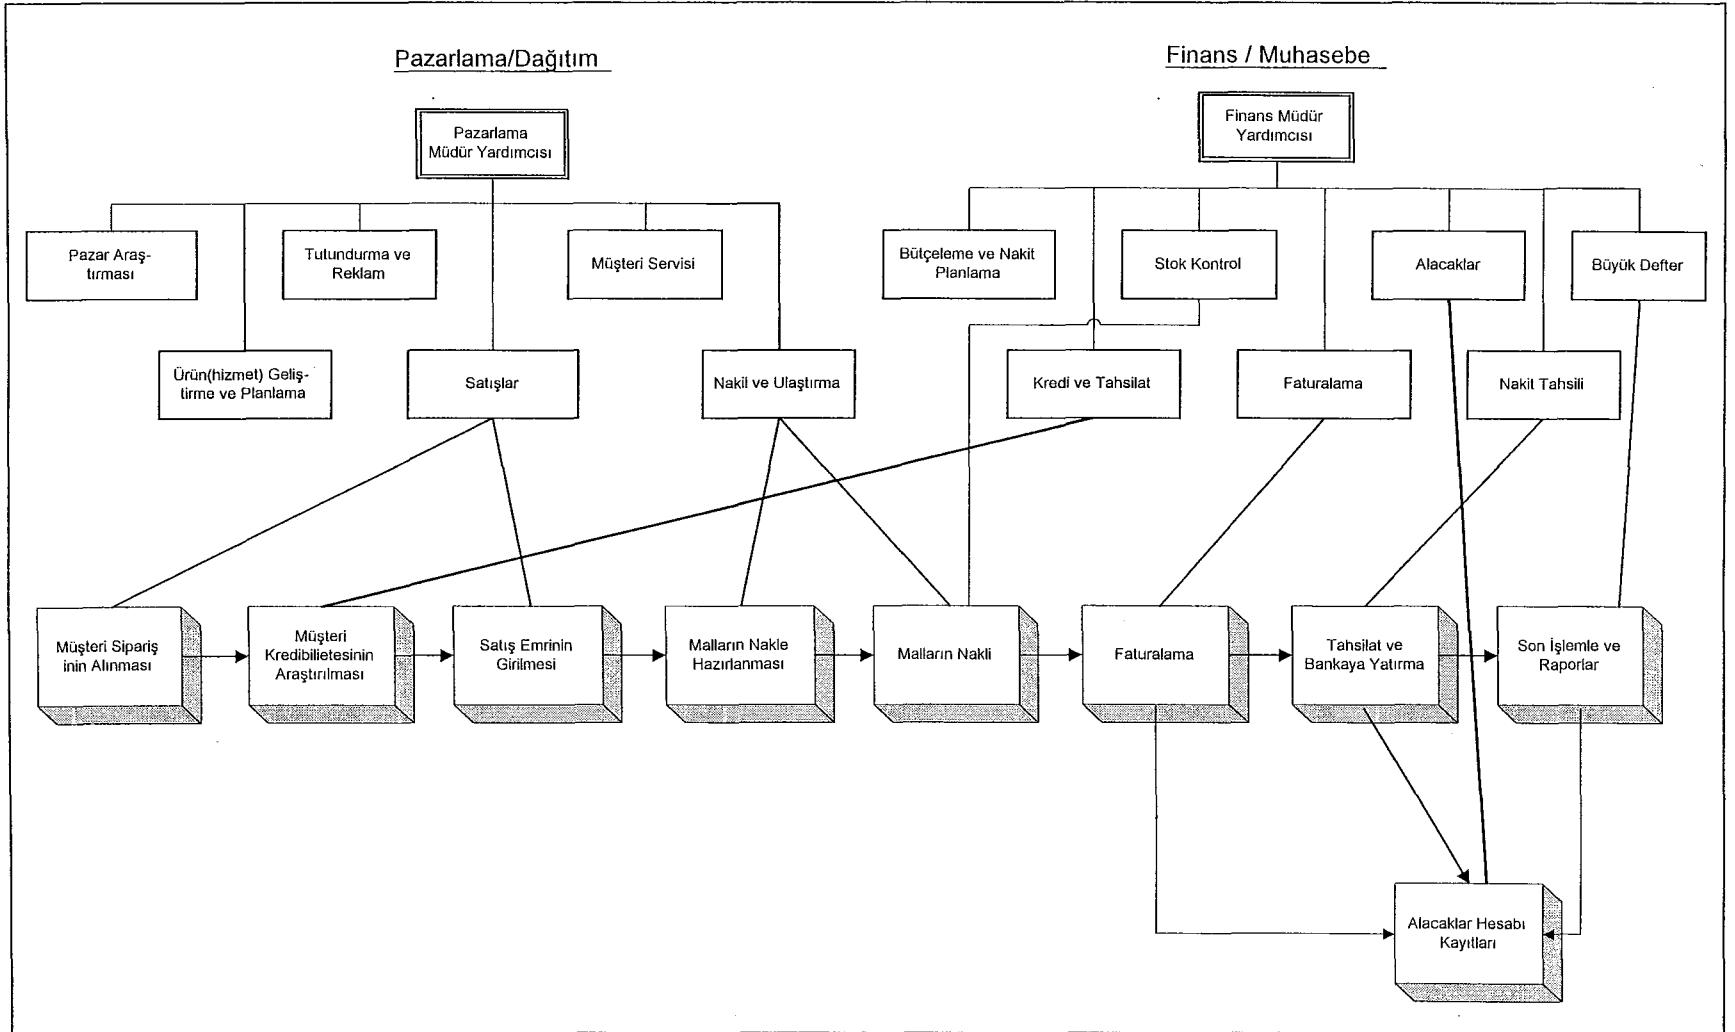 Pazarlama/Dağıtım
Finans / Muhasebe
Pazarlama
Müdür Yardımcısı
Finans Müdür
Yardımcısı
Pazar Araş-
tırması
Tutundurma ve
Reklam
Müşteri Servisi
Bütçeleme ve Nakit
Planlama
Stok Kontrol
Alacaklar
Büyük Defter
Ürün(hizmet) Geliş-
tirme ve Planlama
Satışlar
Nakil ve Ulaştırma
Kredi ve Tahsilat
Faturalama
Nakit Tahsili
Müşteri Sipariş
inin Alınması
Müşteri
Kredibilietesinin
Araştırılması
Satış Emrinin
Girilmesi
Malların Nakle
Hazırlanması
Malların Nakli
Faturalama
Tahsilat ve
Bankaya Yatırma
Son İşlemle ve
Raporlar
Alacaklar Hesabı
Kayıtları